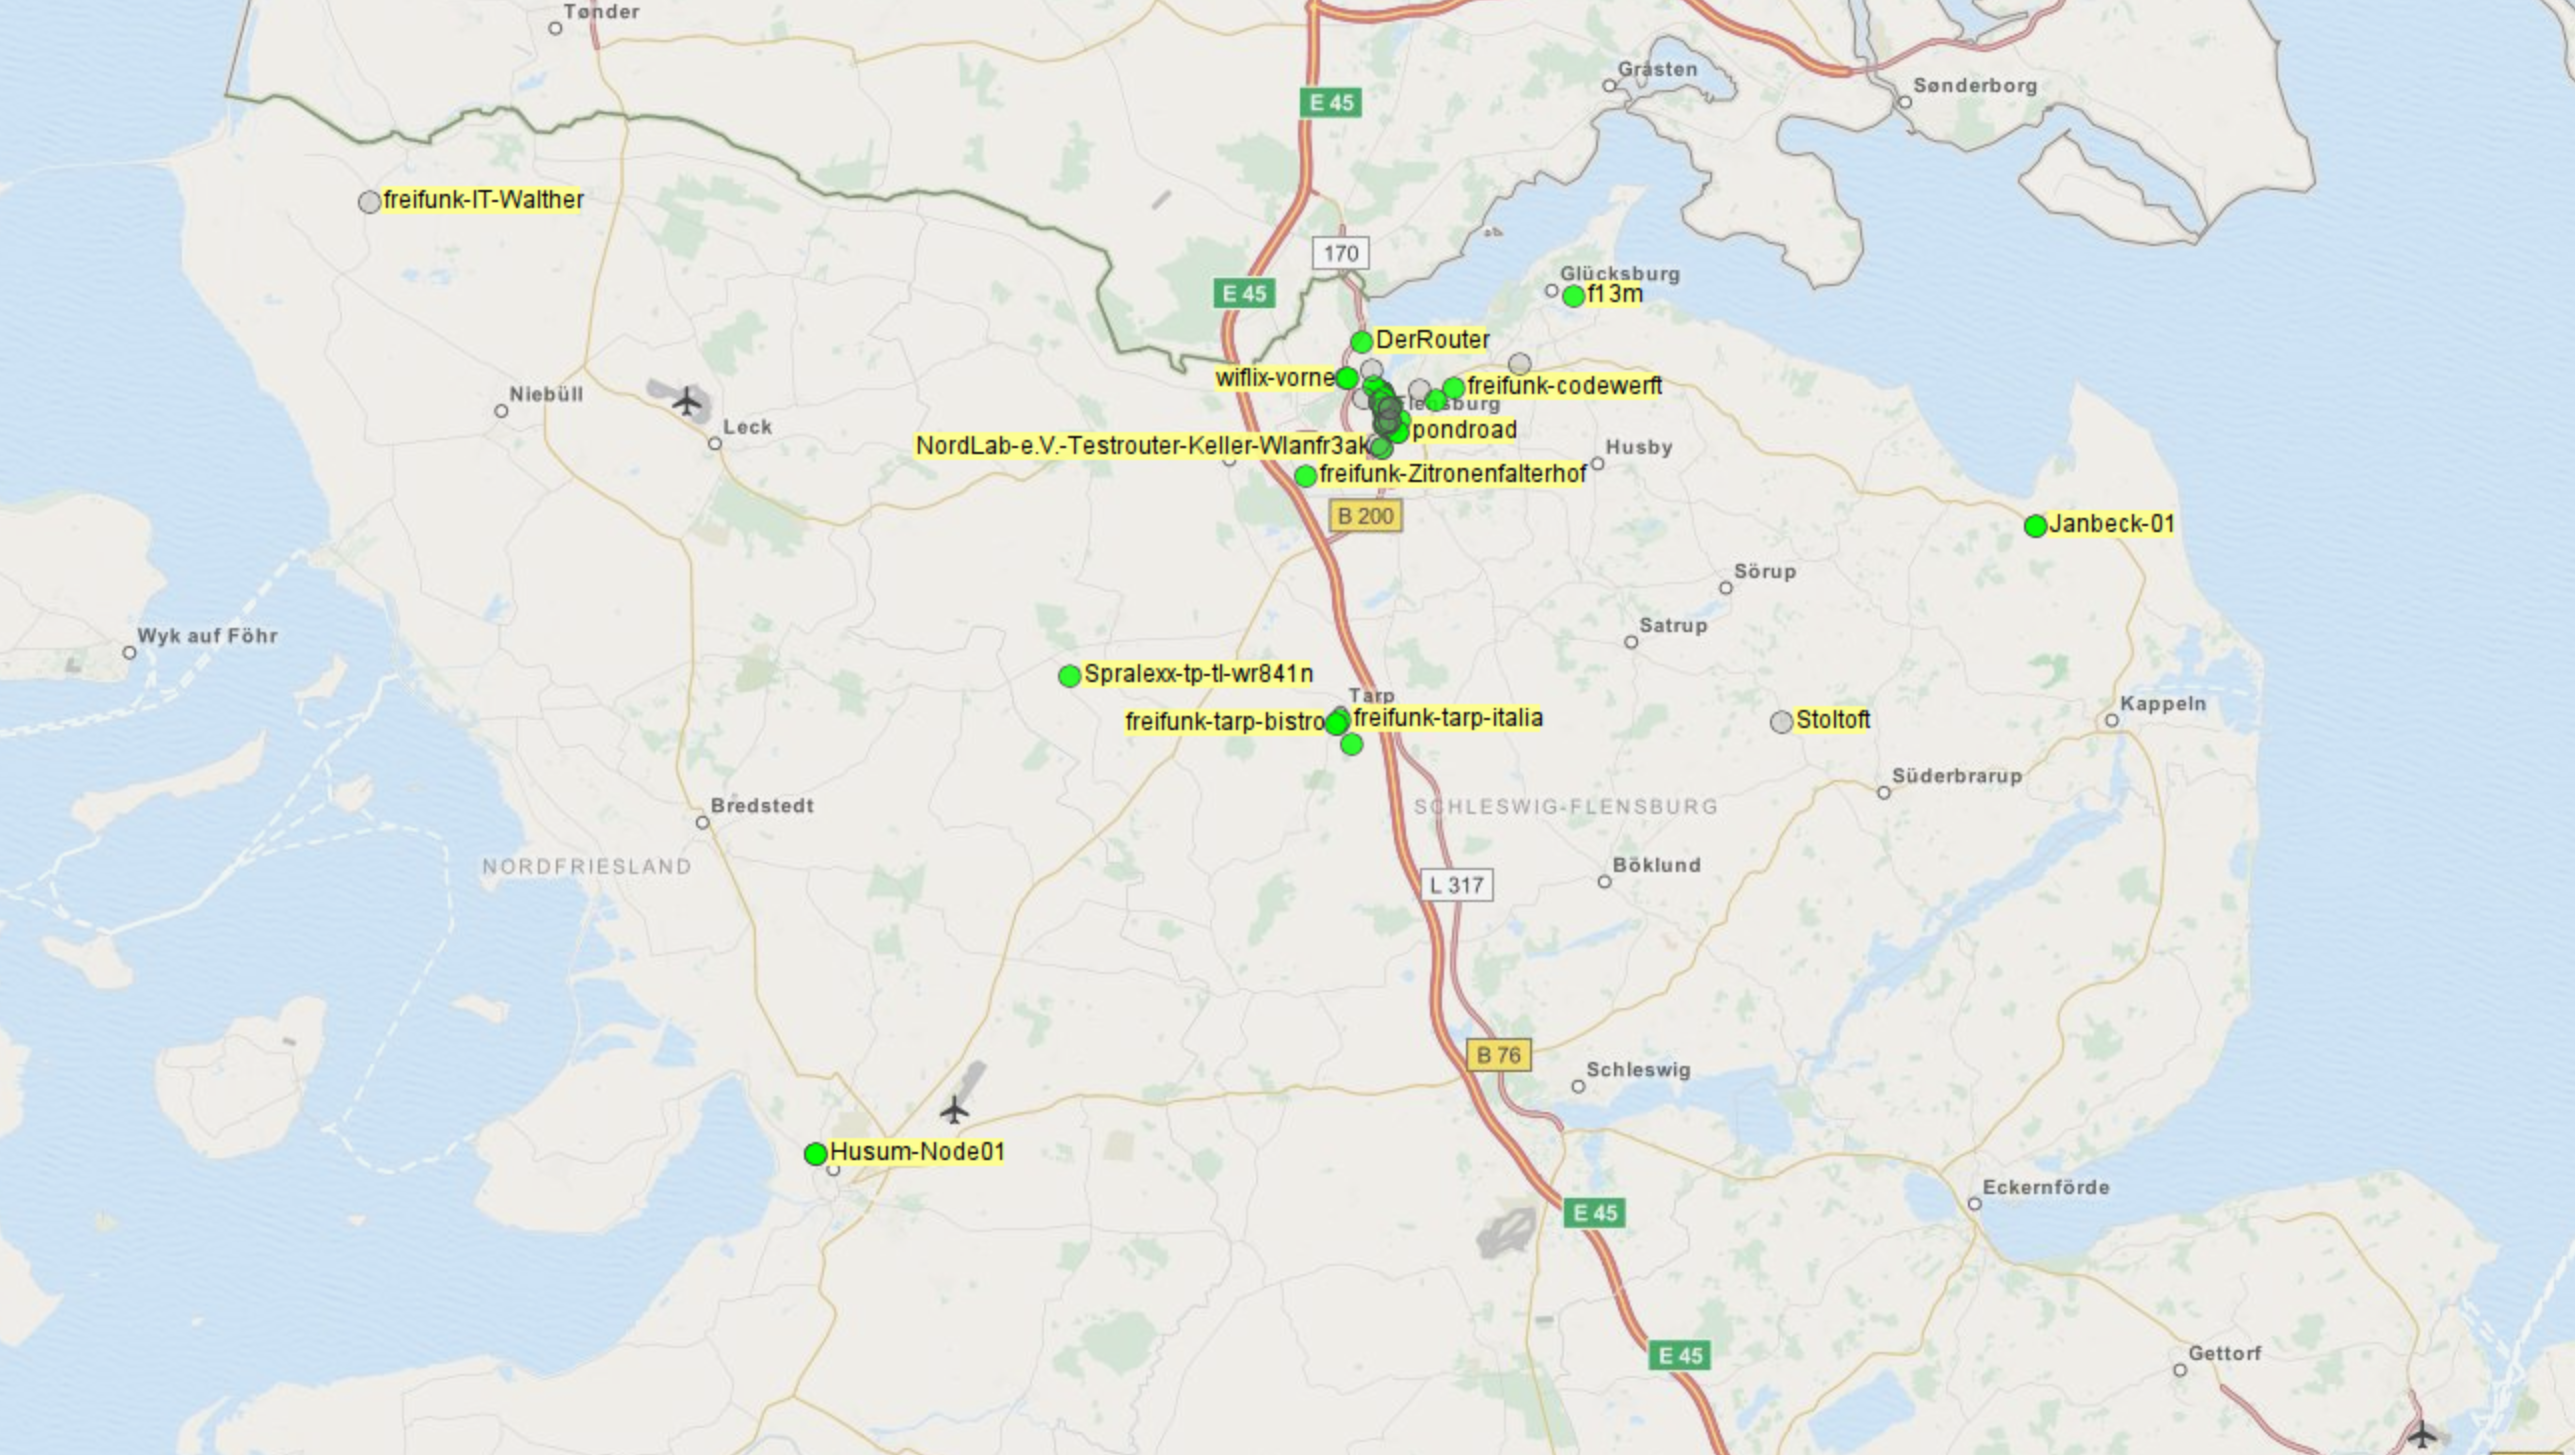 Tønder
Gråsten
Sønderborg
E 45
freifunk-IT-Walther
170
Glücksburg
E 45
f13m
DerRouter
wiflix-vorne
freifunk-codewerft
Niebüll
Flensburg
Leck
pondroad
NordLab-e.V.-Testrouter-Keller-Wlanfr3ak
Husby
freifunk-Zitronenfalterhof
B 200
Janbeck-01
Sörup
Wyk auf Föhr
Satrup
Spralexx-tp-tl-wr841n
Tarp
freifunk-tarp-bistro
freifunk-tarp-italia
Stoltoft
Kappeln
Süderbrarup
Bredstedt
SCHLESWIG-FLENSBURG
NORDFRIESLAND
Böklund
L 317
B 76
Schleswig
Husum-Node01
Eckernförde
E 45
E 45
Gettorf